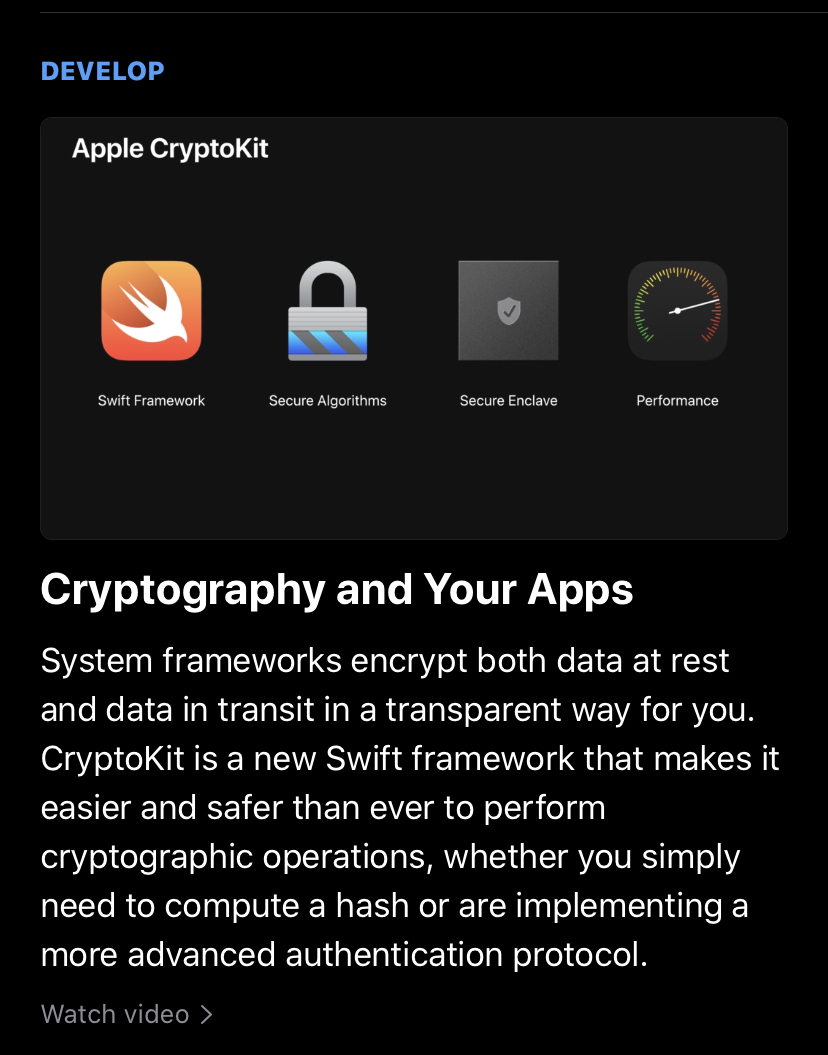 DEVELOP
Apple CryptoKit
Swift Framework
Secure Algorithms
Secure Enclave
Performance
Cryptography and Your Apps
System frameworks encrypt both data at rest
and data in transit in a transparent way for you.
CryptoKit is a new Swift framework that makes it
easier and safer than ever to perform
cryptographic operations, whether you simply
need to compute a hash or are implementing a
more advanced authentication protocol.
Watch video